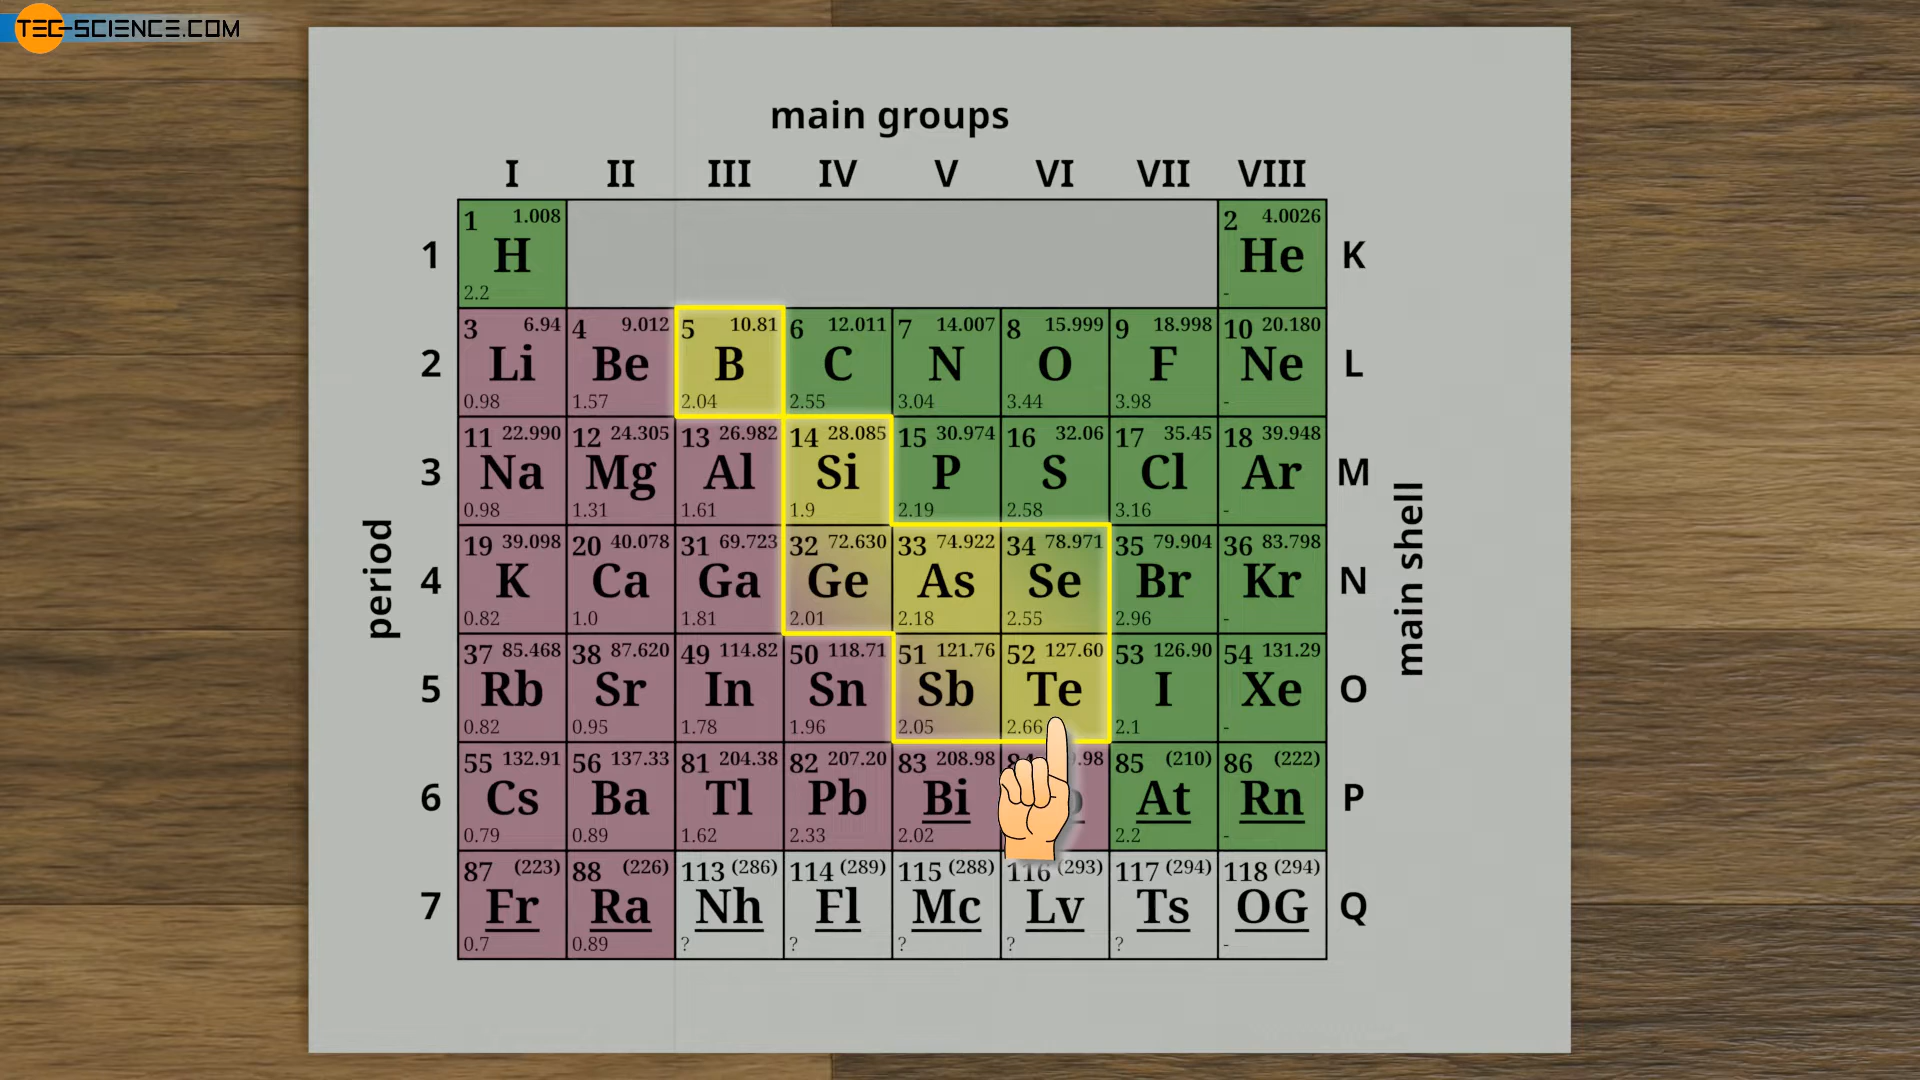 TEC-SCIENCE.COM
main groups
I II III IV V VI VII VIII
1 1.008 2 4.0026
1 H He K
2.2 -
3 6.94 4 9.012 5 10.81 6 12.011 7 14.007 8 15.999 9 18.998 10 20.180
2 Li Be B C N O F Ne L
0.98 1.57 2.04 2.55 3.04 3.44 3.98 -
11 22.990 12 24.305 13 26.982 14 28.085 15 30.974 16 32.06 17 35.45 18 39.948
3 Na Mg Al Si P S Cl Ar M
0.98 1.31 1.61 1.9 2.19 2.58 3.16 -
period
main shell
19 39.098 20 40.078 31 69.723 32 72.630 33 74.922 34 78.971 35 79.904 36 83.798
4 K Ca Ga Ge As Se Br Kr N
0.82 1.0 1.81 2.01 2.18 2.55 2.96 -
37 85.468 38 87.620 49 114.82 50 118.71 51 121.76 52 127.60 53 126.90 54 131.29
5 Rb Sr In Sn Sb Te I Xe O
0.82 0.95 1.78 1.96 2.05 2.66 2.1 -
55 132.91 56 137.33 81 204.38 82 207.20 83 208.98 85 (210) 86 (222)
6 Cs Ba Tl Pb Bi At Rn P
0.79 0.89 1.62 2.33 2.02 2.2 -
87 (223) 88 (226) 113 (286) 114 (289) 115 (288) 116 (293) 117 (294) 118 (294)
7 Fr Ra Nh Fl Mc Lv Ts OG Q
0.7 0.89 ? ? ? ? ? -